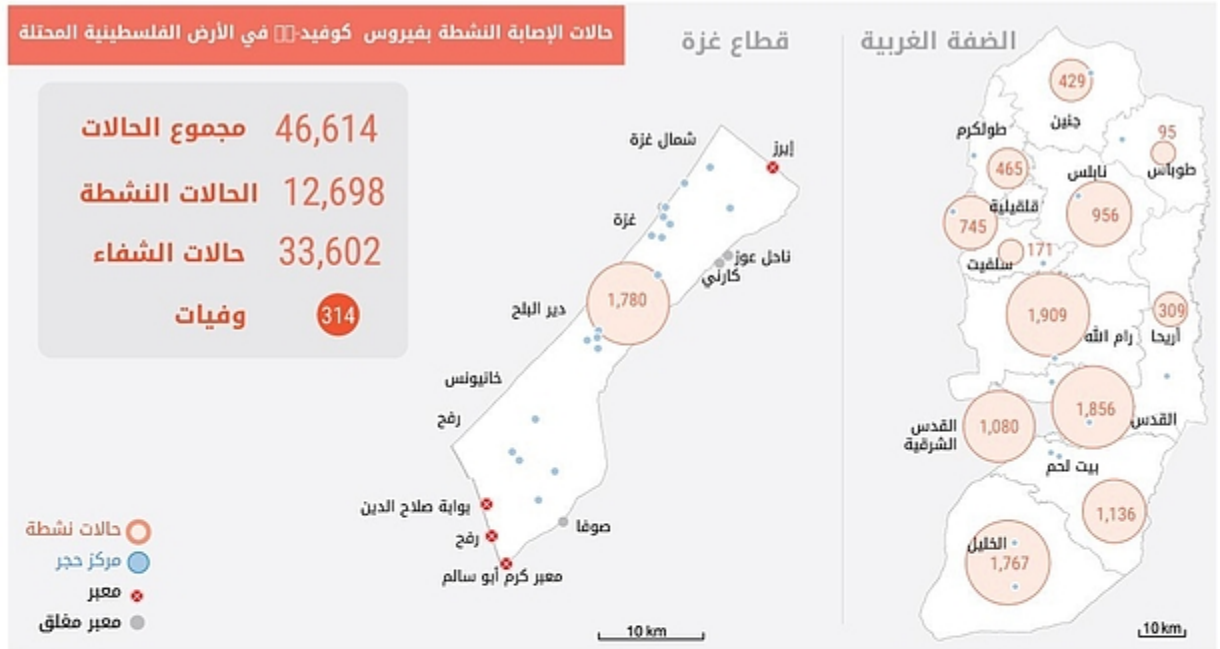 حالات الإصابة النشطة بفيروس كوفيد-▯▯ في الأرض الفلسطينية المحتلة
الضفة الغربية
قطاع غزة
مجموع الحالات 46,614
الحالات النشطة 12,698
حالات الشفاء 33,602
وفيات 314
429
جنين
طولكرم
465
95
طوباس
نابلس
956
قلقيلية
745
171
سلفيت
1,909
رام الله
309
أريحا
1,856
القدس
1,080
القدس
الشرقية
بيت لحم
1,136
الخليل
1,767
10 km
إيرز
شمال غزة
غزة
ناحل عوز
كارني
1,780
دير البلح
خانيونس
رفح
بوابة صلاح الدين
صوفا
رفح
معبر كرم أبو سالم
10 km
حالات نشطة
مركز حجر
معبر
معبر مغلق